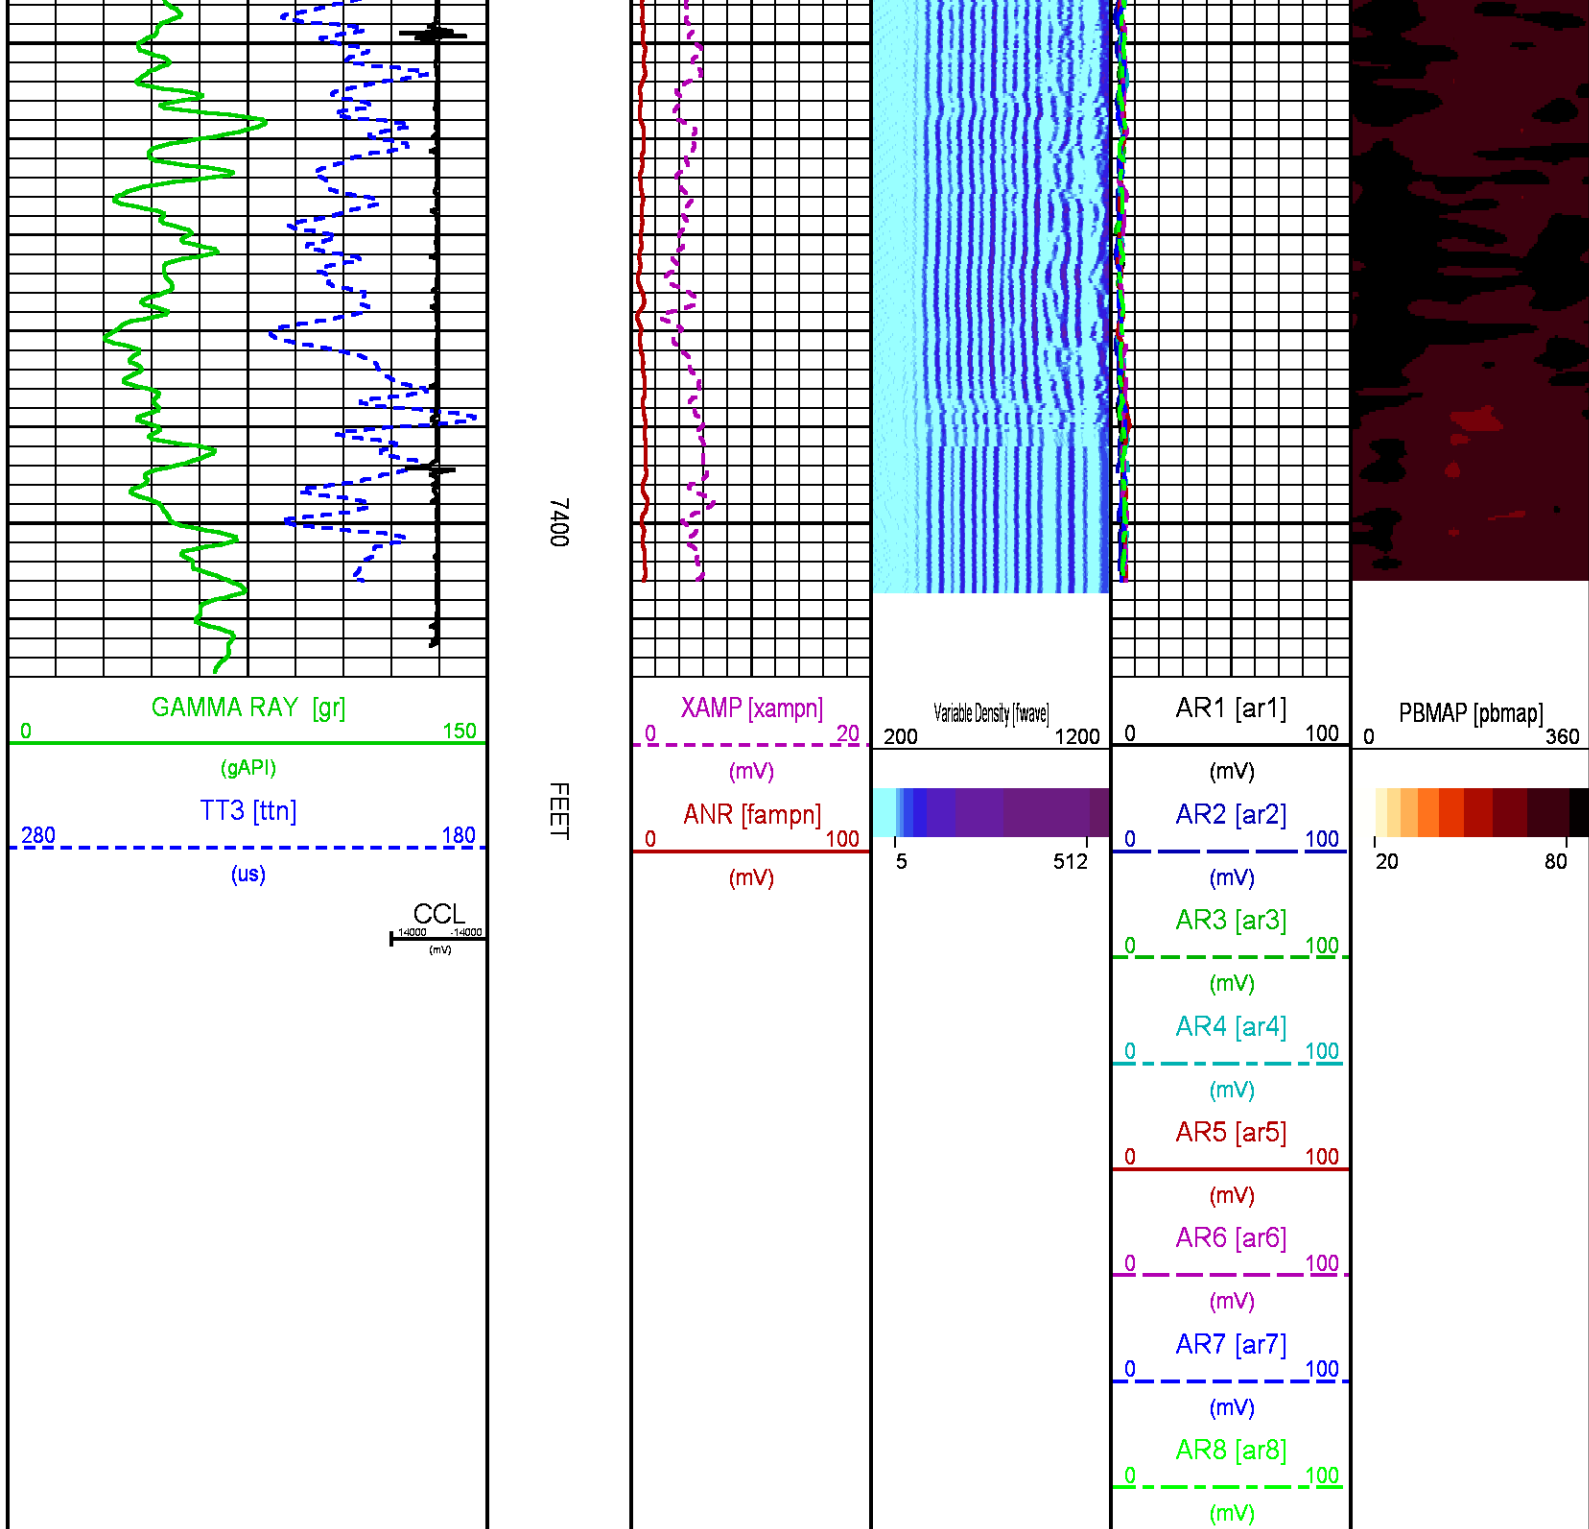 7400
GAMMA RAY [gr]
0 150
(gAPI)
TT3 [ttn]
280 180
(us)
CCL
14000 -14000
(mV)
FEET
XAMP [xampn]
0 20
(mV)
ANR [fampn]
0 100
(mV)
Variable Density [fwave]
200 1200
5 512
AR1 [ar1]
0 100
(mV)
AR2 [ar2]
0 100
(mV)
AR3 [ar3]
0 100
(mV)
AR4 [ar4]
0 100
(mV)
AR5 [ar5]
0 100
(mV)
AR6 [ar6]
0 100
(mV)
AR7 [ar7]
0 100
(mV)
AR8 [ar8]
0 100
(mV)
PBMAP [pbmap]
0 360
20 80